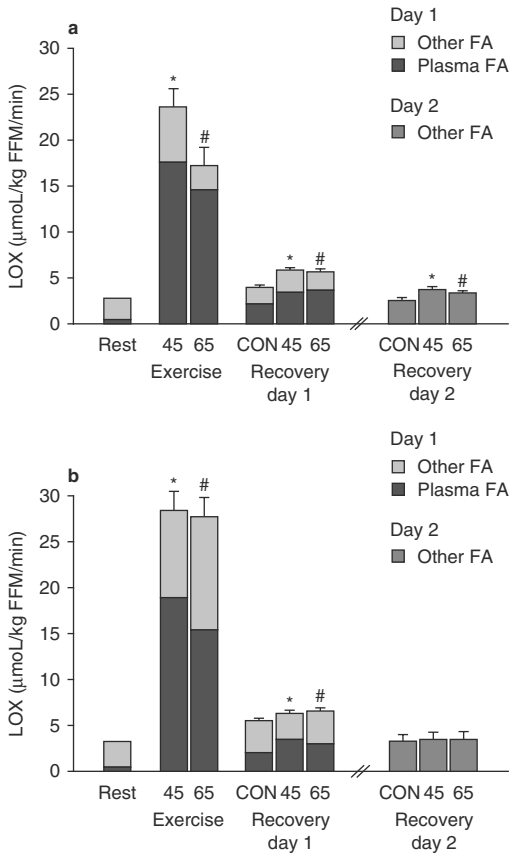 a
Day 1
Other FA
Plasma FA
Day 2
Other FA
LOX (μmoL/kg FFM/min)
30
25
20
15
10
5
0
*
#
*
#
*
#
Rest 45 65 CON 45 65 CON 45 65
Exercise Recovery Recovery
day 1 day 2
b
Day 1
Other FA
Plasma FA
Day 2
Other FA
LOX (μmoL/kg FFM/min)
30
25
20
15
10
5
0
*
#
*
#
Rest 45 65 CON 45 65 CON 45 65
Exercise Recovery Recovery
day 1 day 2